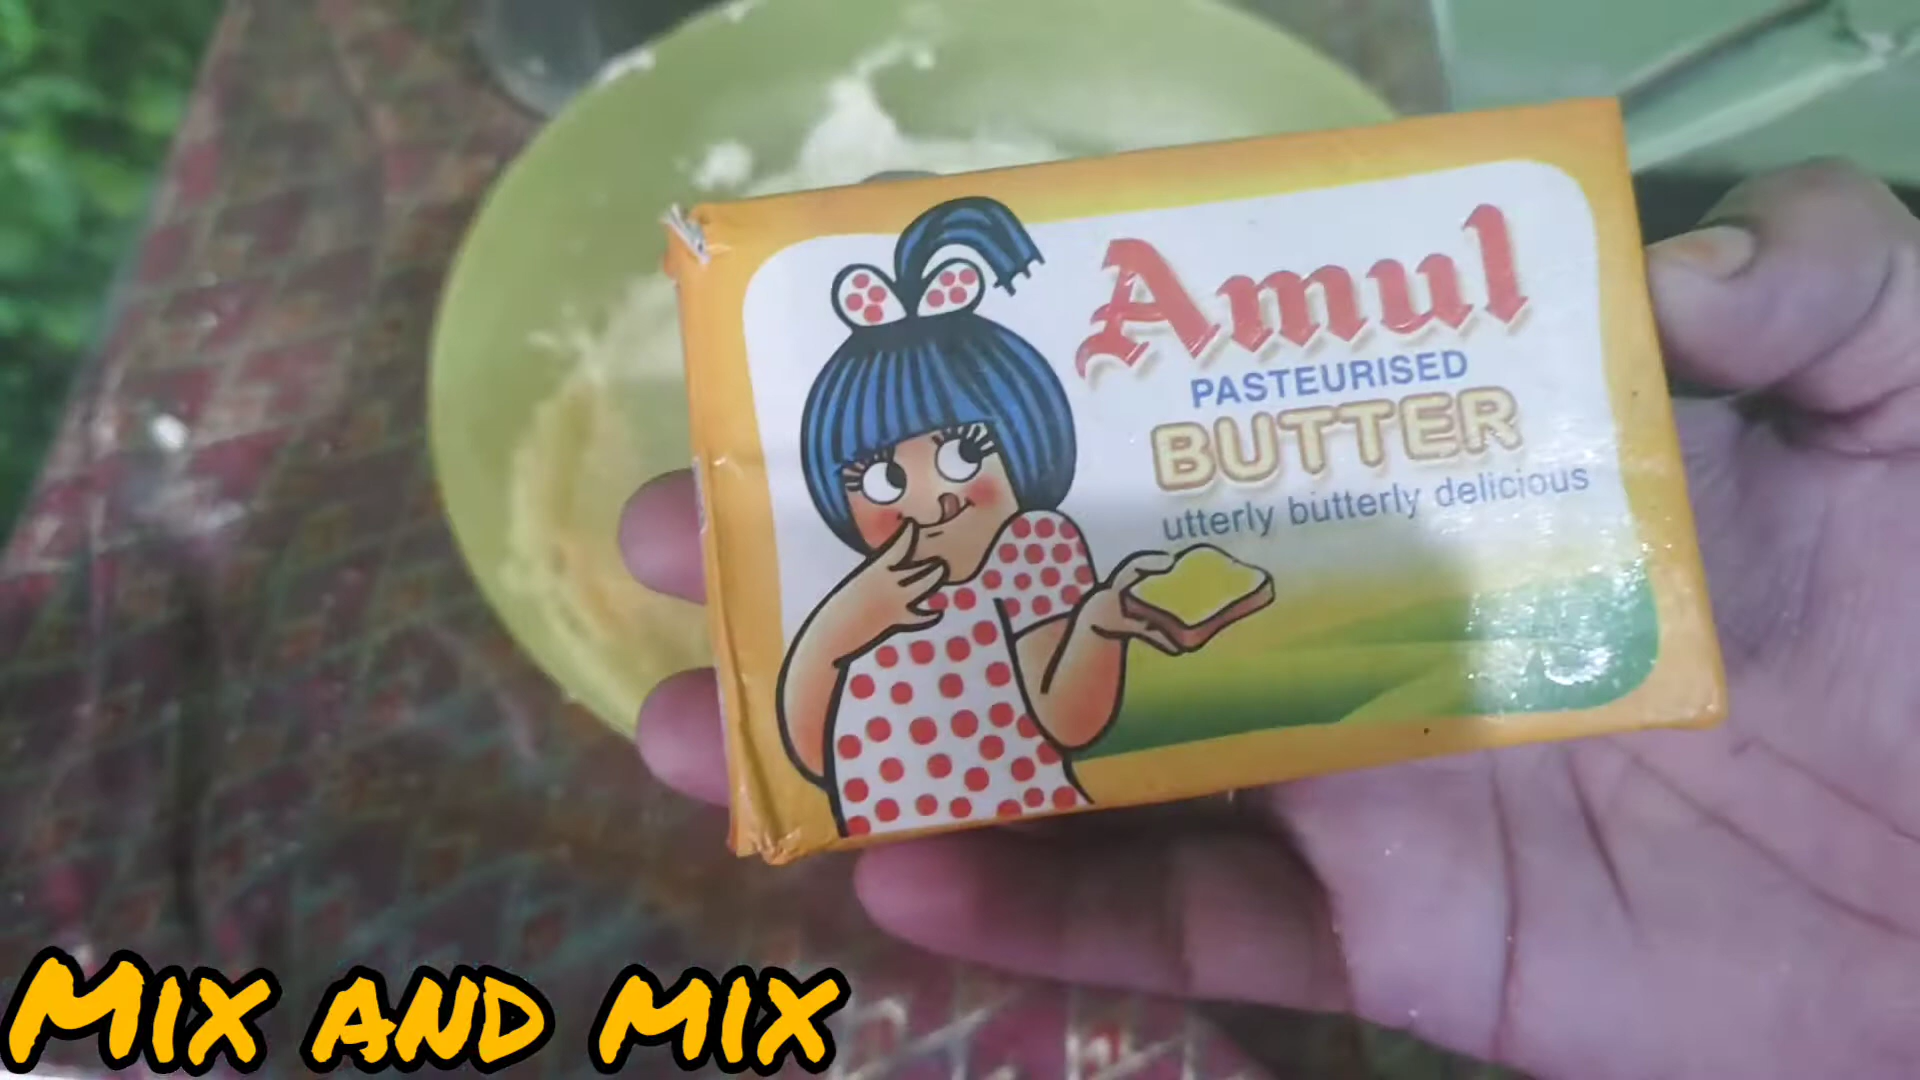 Amul
PASTEURISED
BUTTER
utterly butterly delicious
MIX AND MIX